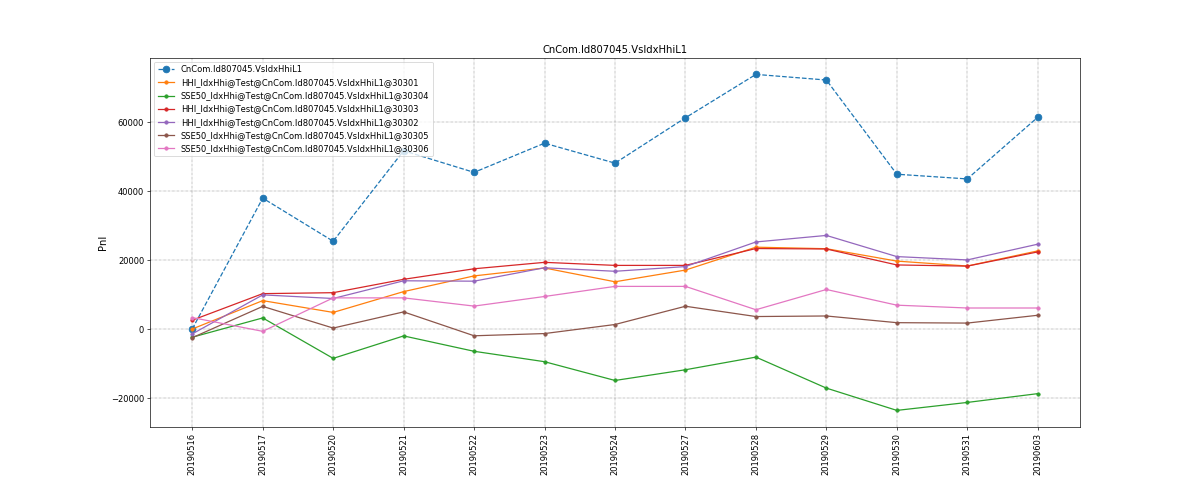 CnCom.Id807045.VsIdxHhiL1
CnCom.Id807045.VsIdxHhiL1
HHI_IdxHhi@Test@CnCom.Id807045.VsIdxHhiL1@30301
SSE50_IdxHhi@Test@CnCom.Id807045.VsIdxHhiL1@30304
HHI_IdxHhi@Test@CnCom.Id807045.VsIdxHhiL1@30303
HHI_IdxHhi@Test@CnCom.Id807045.VsIdxHhiL1@30302
SSE50_IdxHhi@Test@CnCom.Id807045.VsIdxHhiL1@30305
SSE50_IdxHhi@Test@CnCom.Id807045.VsIdxHhiL1@30306
60000
40000
20000
0
−20000
Pnl
20190516
20190517
20190520
20190521
20190522
20190523
20190524
20190527
20190528
20190529
20190530
20190531
20190603